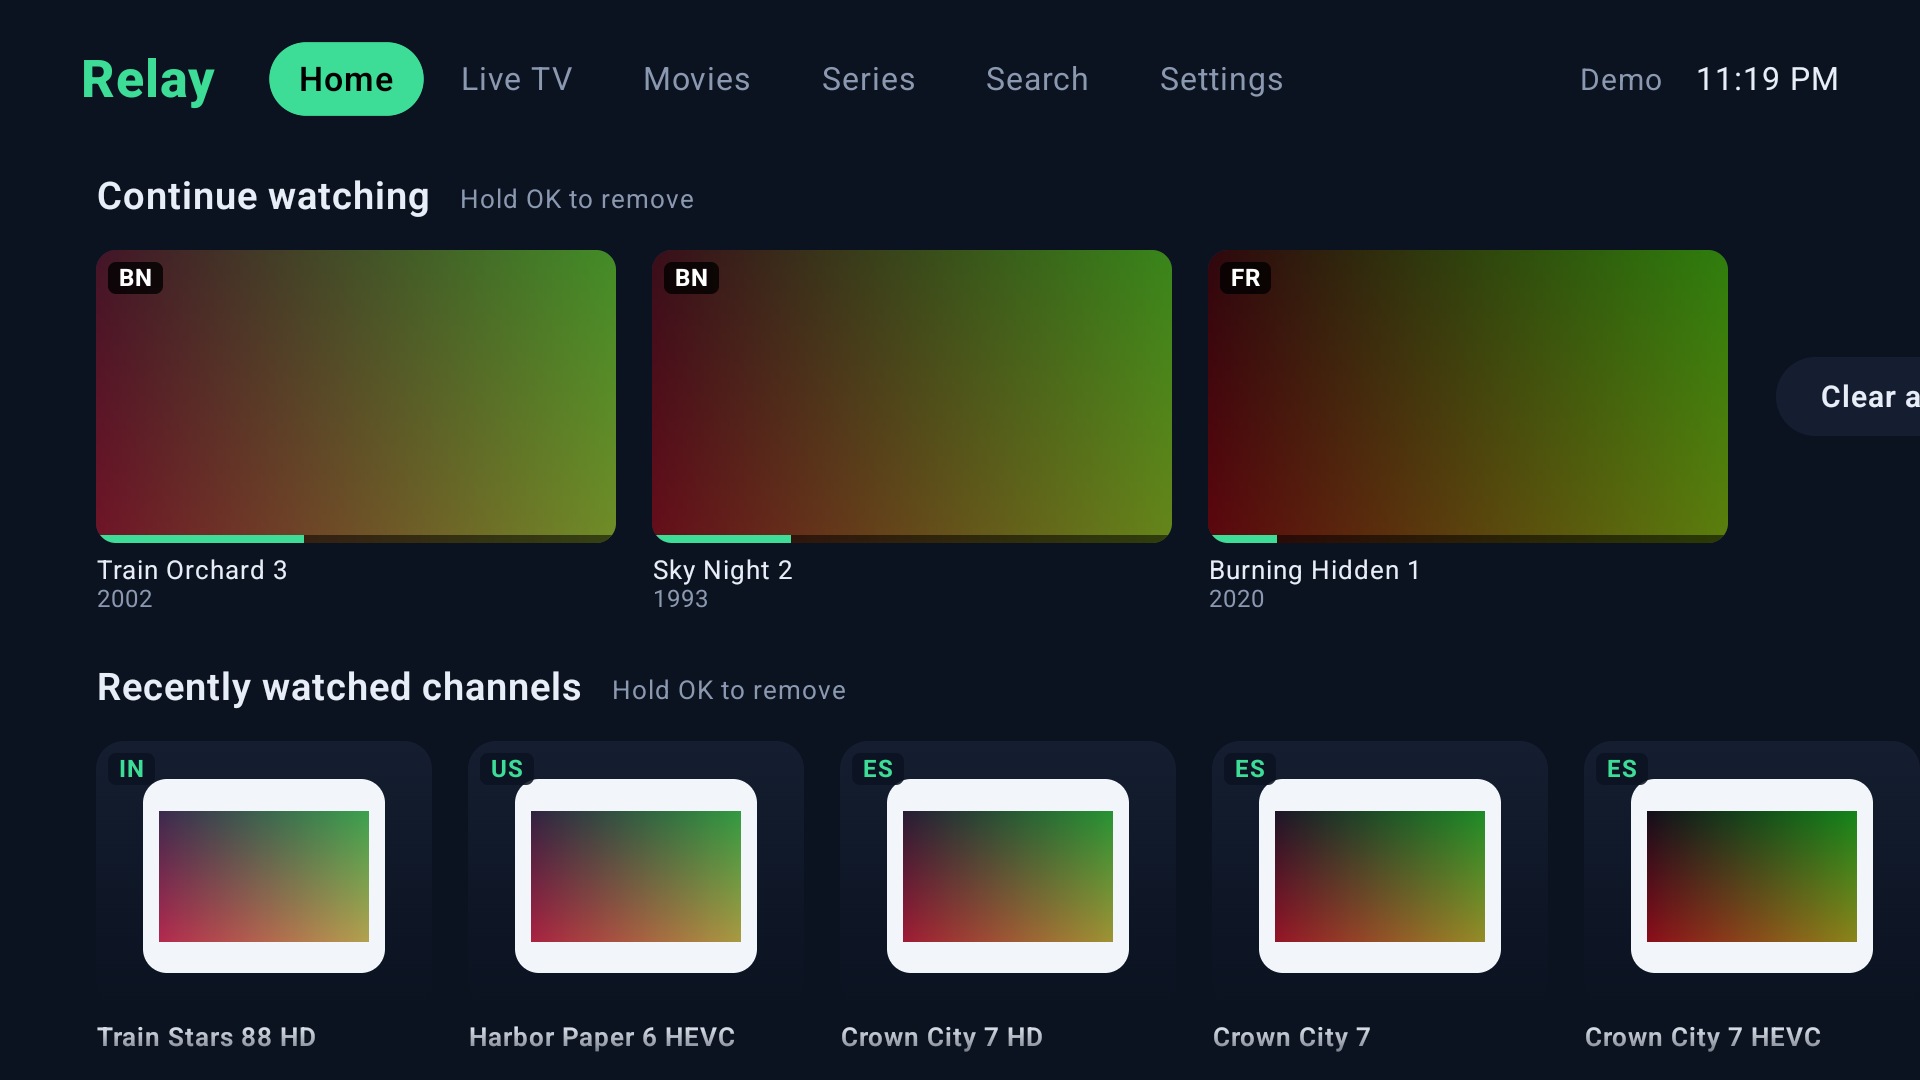 Relay
Home
Live TV
Movies
Series
Search
Settings
Demo
11:19 PM
Continue watching
Hold OK to remove
BN
BN
FR
Clear a
Train Orchard 3
2002
Sky Night 2
1993
Burning Hidden 1
2020
Recently watched channels
Hold OK to remove
IN
US
ES
ES
ES
Train Stars 88 HD
Harbor Paper 6 HEVC
Crown City 7 HD
Crown City 7
Crown City 7 HEVC